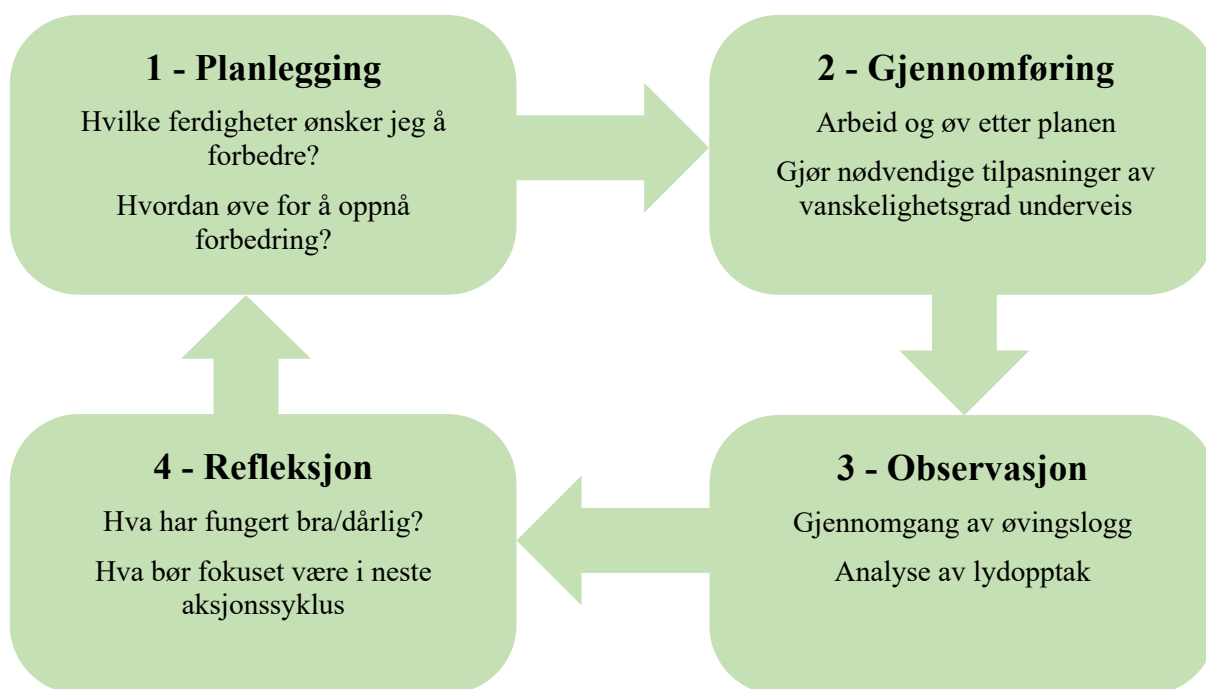 1 - Planlegging
Hvilke ferdigheter ønsker jeg å
forbedre?
Hvordan øve for å oppnå
forbedring?
2 - Gjennomføring
Arbeid og øv etter planen
Gjør nødvendige tilpasninger av
vanskelighetsgrad underveis
3 - Observasjon
Gjennomgang av øvingslogg
Analyse av lydopptak
4 - Refleksjon
Hva har fungert bra/dårlig?
Hva bør fokuset være i neste
aksjonssyklus